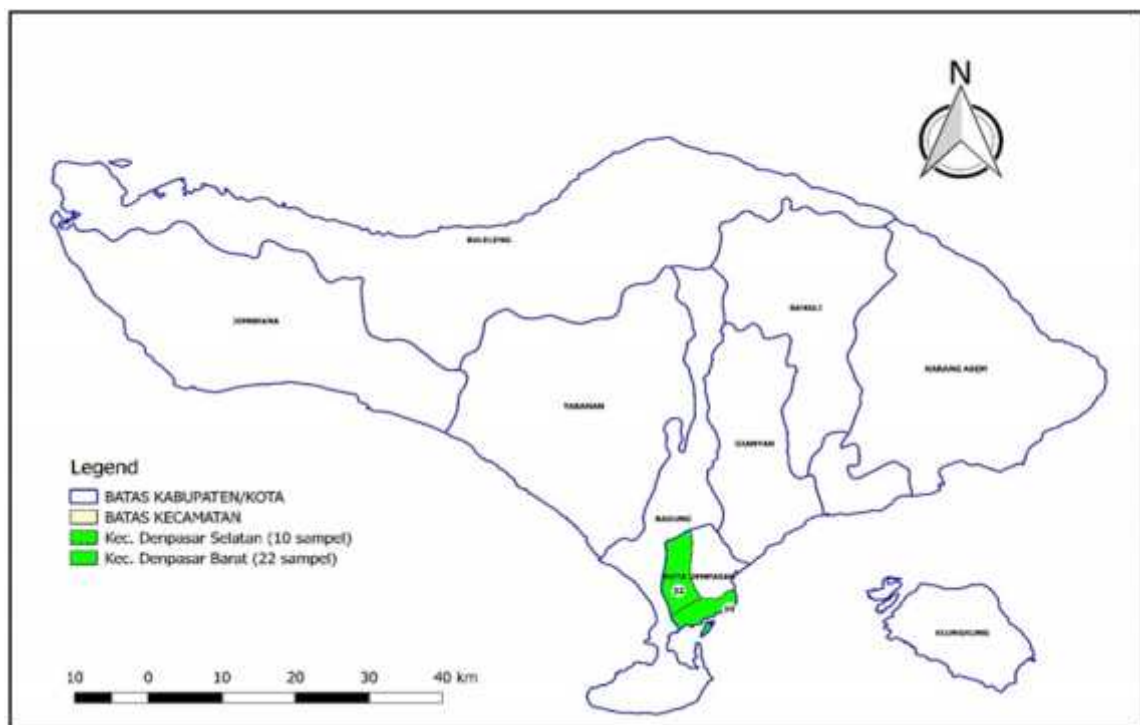 N
BULELENG
JEMBRANA
BANGLI
KARANG ASEM
TABANAN
GIANYAR
Legend
BATAS KABUPATEN/KOTA
BATAS KECAMATAN
Kec. Denpasar Selatan (10 sampel)
Kec. Denpasar Barat (22 sampel)
BADUNG
KOTA DENPASAR
KLUNGKUNG
10 0 10 20 30 40 km